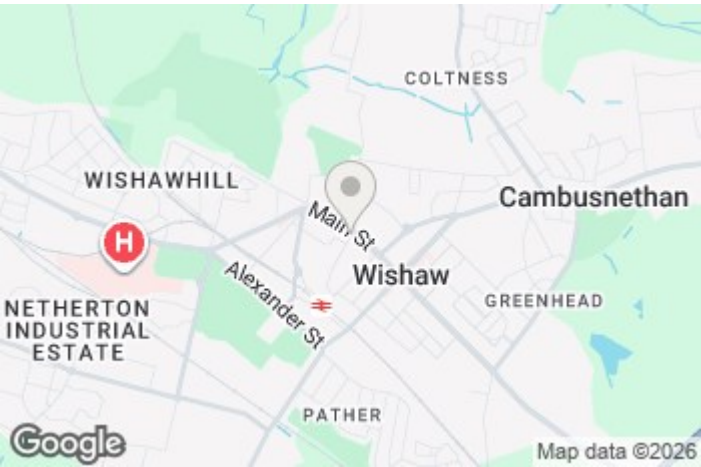 COLTNESS
WISHAWHILL
Cambusnethan
Main St
H
Wishaw
Alexander St
GREENHEAD
NETHERTON
INDUSTRIAL
ESTATE
PATHER
Google
Map data ©2026